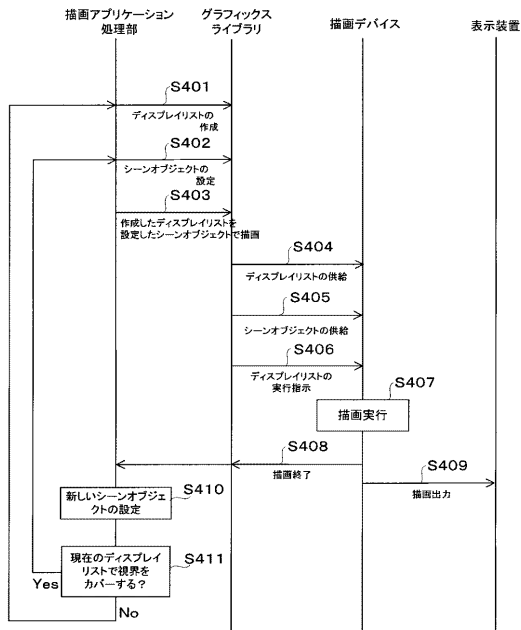 描画アプリケーション
処理部
グラフィックス
ライブラリ
描画デバイス
表示装置
S401
ディスプレイリストの
作成
S402
シーンオブジェクトの
設定
S403
作成したディスプレイリストを
設定したシーンオブジェクトで描画
S404
ディスプレイリストの供給
S405
シーンオブジェクトの供給
S406
ディスプレイリストの
実行指示
S407
描画実行
S408
描画終了
S409
描画出力
新しいシーンオブジェ
クトの設定
S410
現在のディスプレイ
リストで視界を
カバーする?
S411
Yes
No